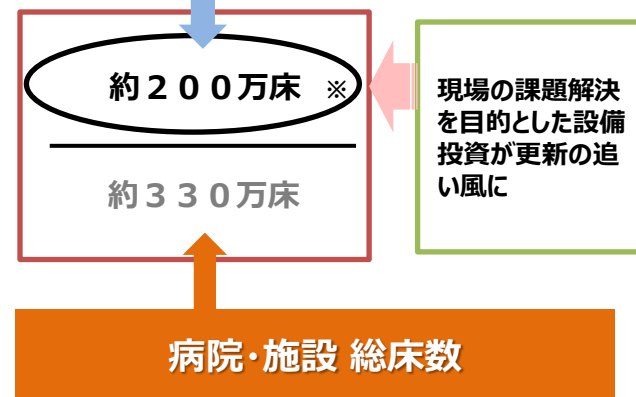 約２００万床 ※
約３３０万床
現場の課題解決
を目的とした設備
投資が更新の追
い風に
病院・施設 総床数